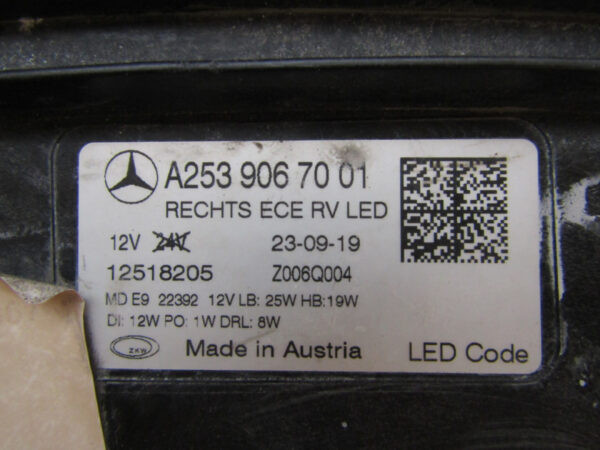 A253 906 70 01
RECHTS ECE RV LED
12V 24V 23-09-19
12518205 Z006Q004
MD E9 22392 12V LB: 25W HB:19W
DI: 12W PO: 1W DRL: 8W
ZKW Made in Austria LED Code